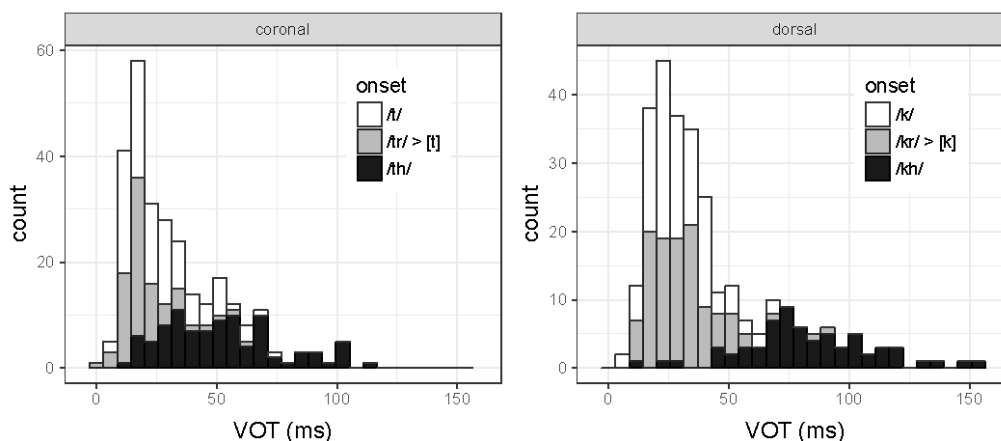 coronal
60
40
20
0
count
onset
/t/
/tr/ > [t]
/th/
0 50 100 150
VOT (ms)
dorsal
40
30
20
10
0
count
onset
/k/
/kr/ > [k]
/kh/
0 50 100 150
VOT (ms)